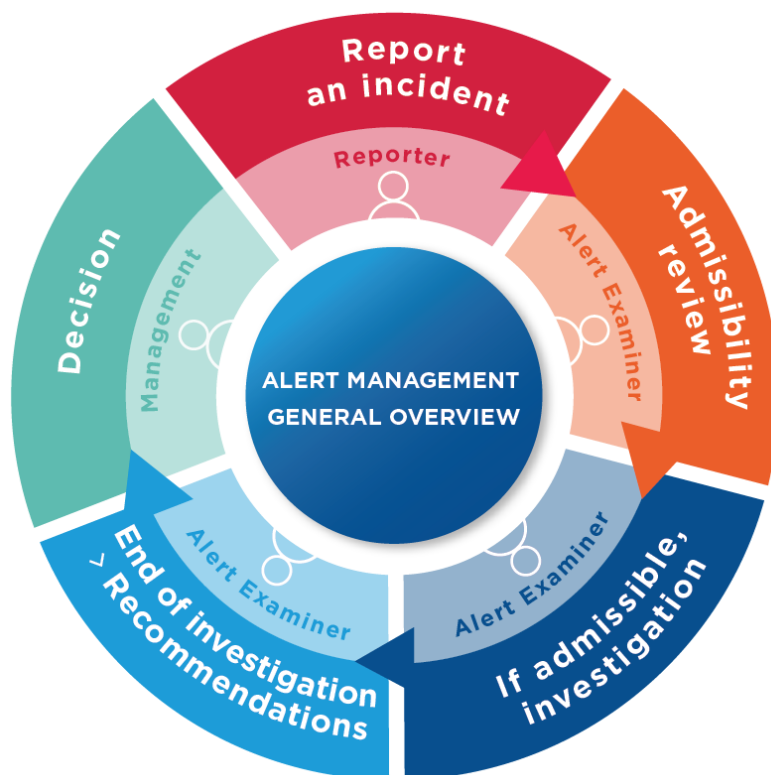 Report
an incident
Reporter
Admissibility
review
Alert Examiner
If admissible,
investigation
Alert Examiner
End of investigation
> Recommendations
Alert Examiner
Decision
Management
ALERT MANAGEMENT
GENERAL OVERVIEW